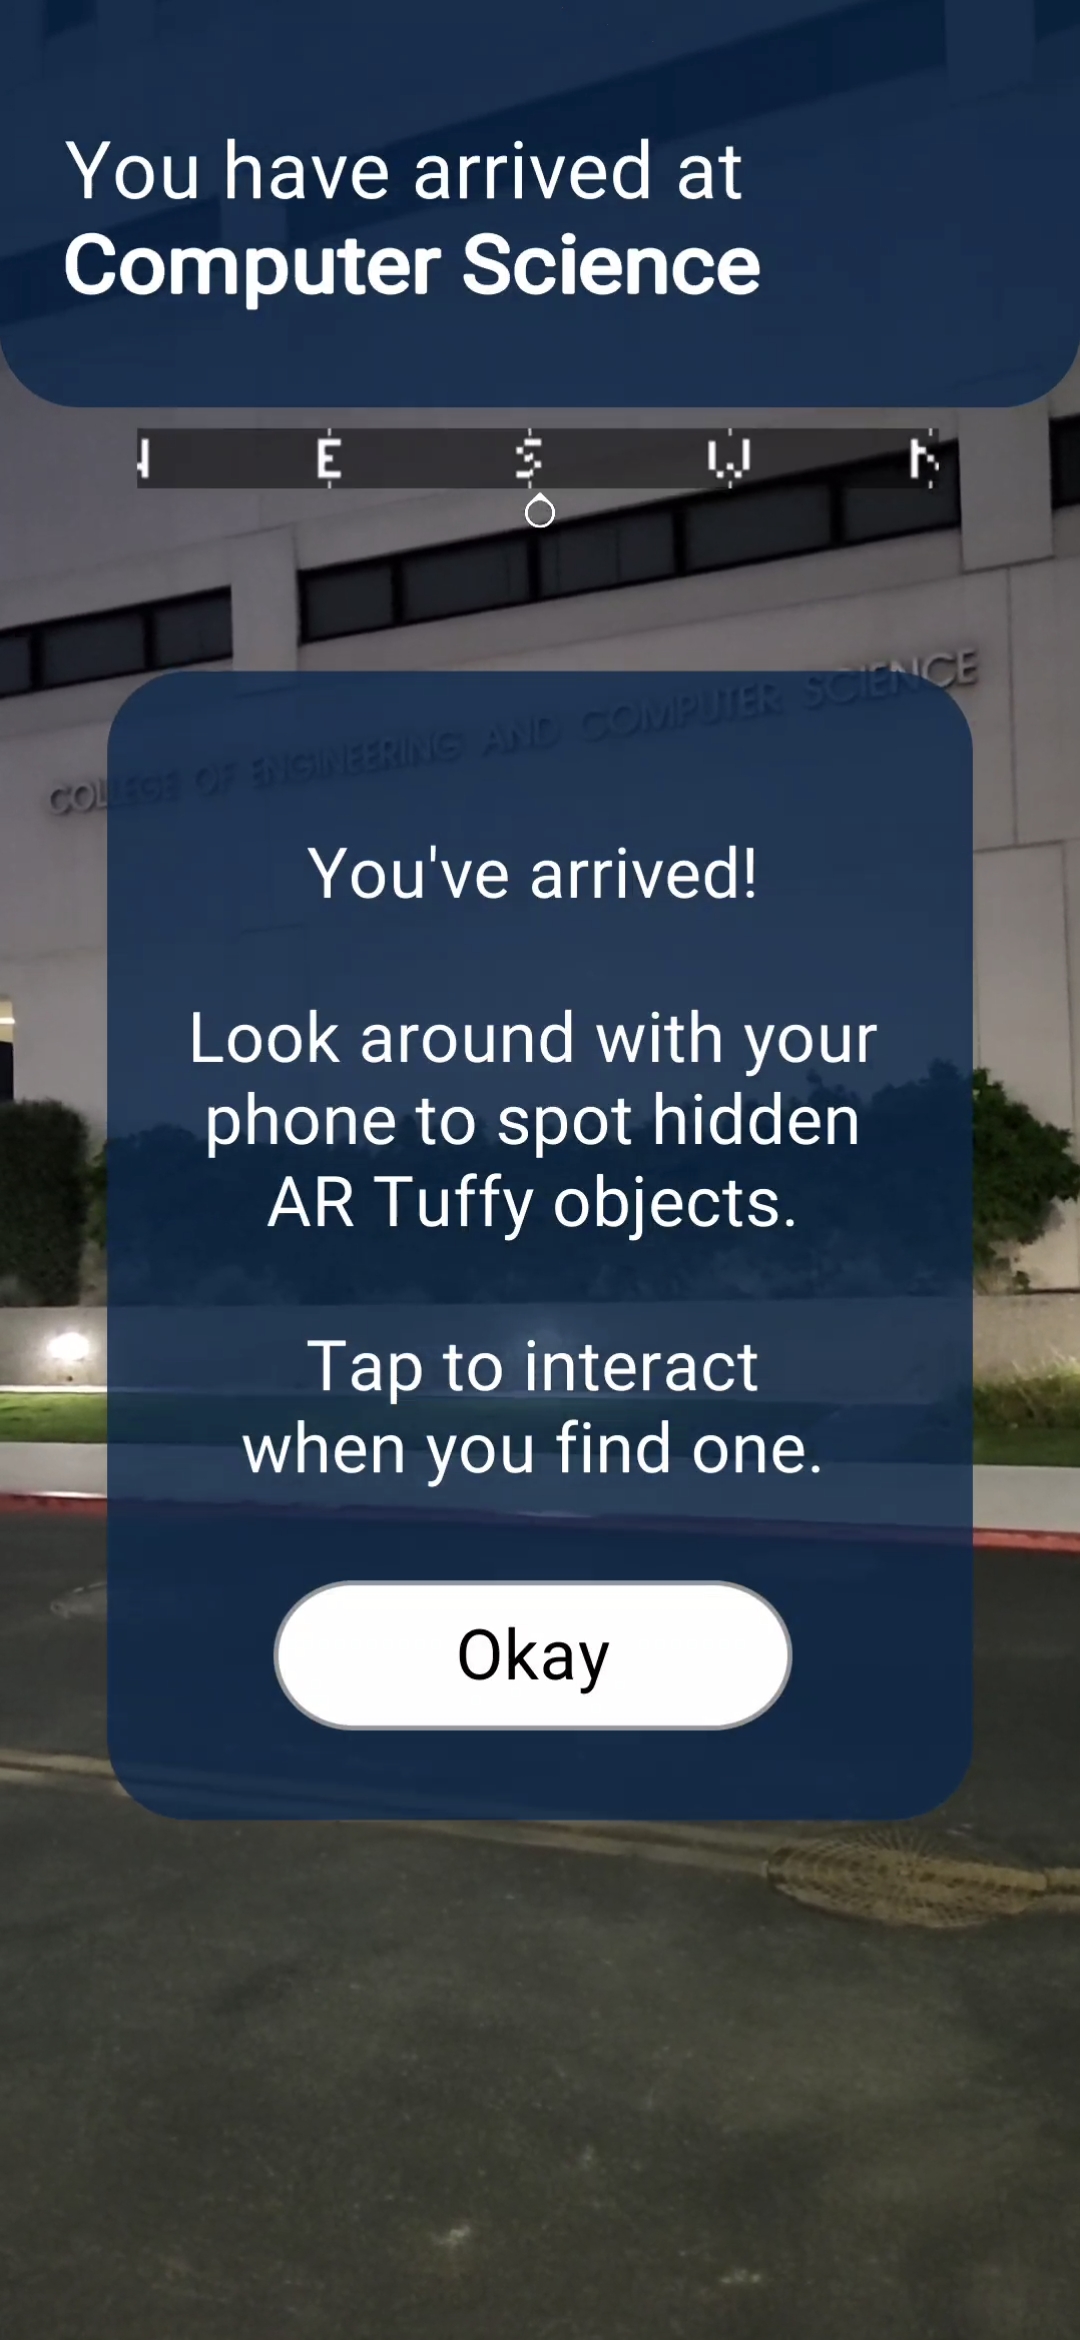 You have arrived at
Computer Science
E S W N
COLLEGE OF ENGINEERING AND COMPUTER SCIENCE
You've arrived!
Look around with your
phone to spot hidden
AR Tuffy objects.
Tap to interact
when you find one.
Okay